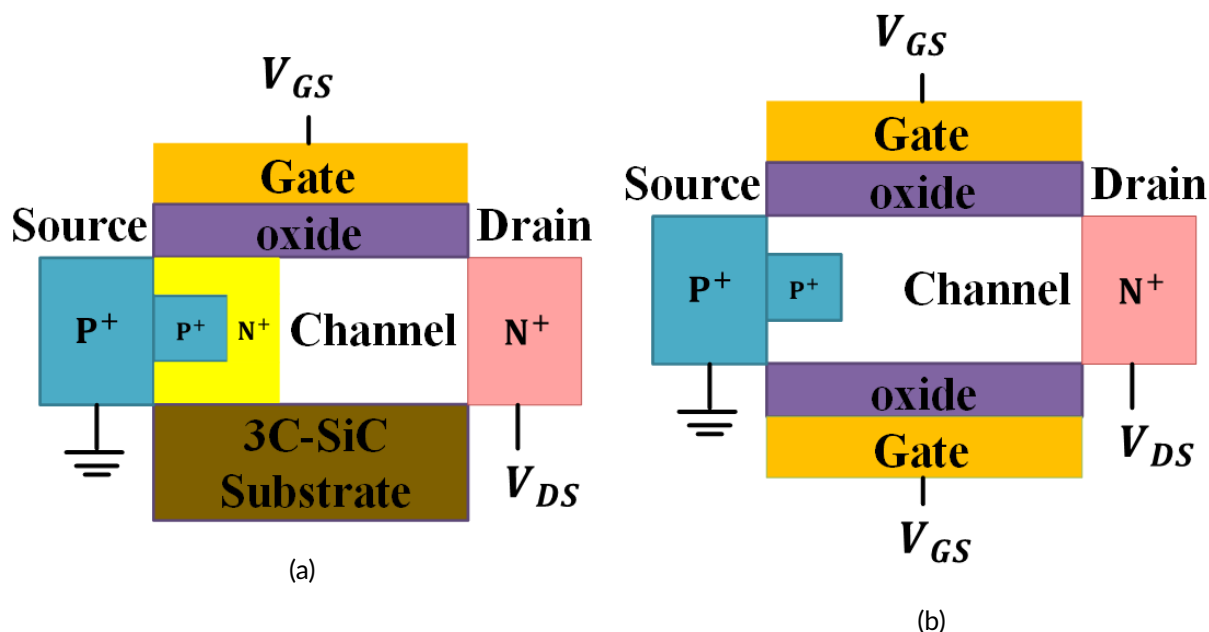 V_GS
Gate
Source oxide Drain
P⁺ P⁺ N⁺ Channel N⁺
3C-SiC
Substrate
V_DS
(a)
V_GS
Gate
Source oxide Drain
P⁺ P⁺ Channel N⁺
oxide
Gate
V_DS
V_GS
(b)